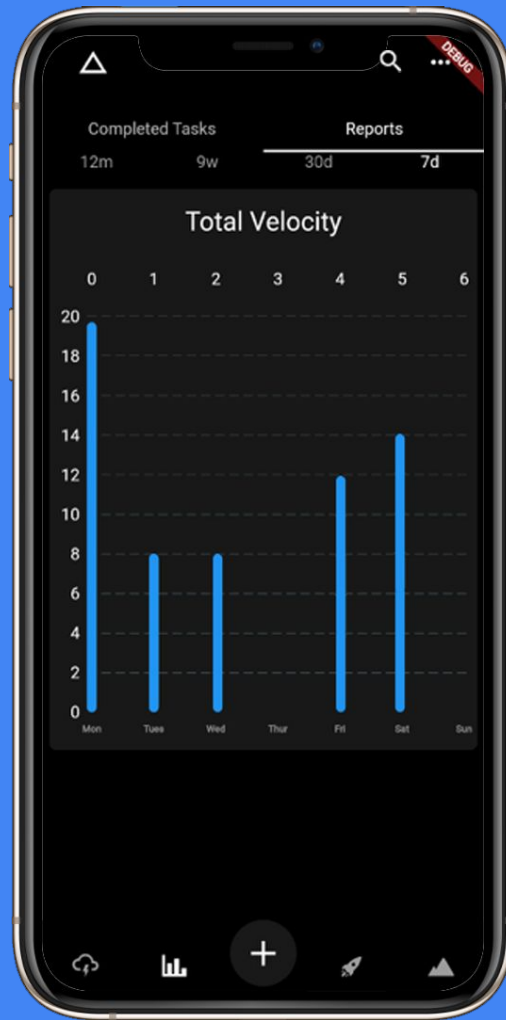 DEBUG
Completed Tasks Reports
12m 9w 30d 7d
Total Velocity
0 1 2 3 4 5 6
20
18
16
14
12
10
8
6
4
2
0
Mon Tues Wed Thur Fri Sat Sun